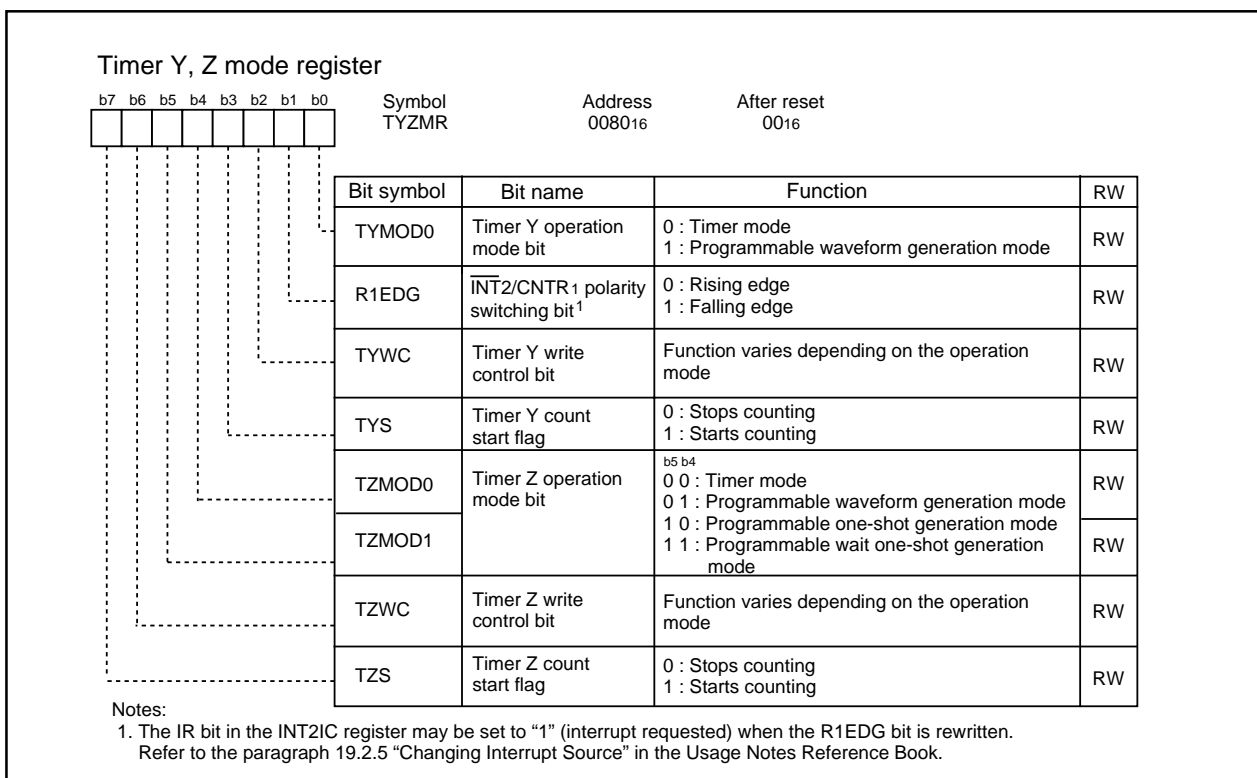 Timer Y, Z mode register
b7 b6 b5 b4 b3 b2 b1 b0
Symbol Address After reset
TYZMR 008016 0016
Bit symbol Bit name Function RW
TYMOD0 Timer Y operation mode bit 0 : Timer mode RW
1 : Programmable waveform generation mode
R1EDG INT2/CNTR1 polarity switching bit1 0 : Rising edge RW
1 : Falling edge
TYWC Timer Y write control bit Function varies depending on the operation mode RW
TYS Timer Y count start flag 0 : Stops counting RW
1 : Starts counting
TZMOD0 Timer Z operation mode bit b5 b4 RW
0 0 : Timer mode
0 1 : Programmable waveform generation mode
1 0 : Programmable one-shot generation mode
TZMOD1 1 1 : Programmable wait one-shot generation mode RW
TZWC Timer Z write control bit Function varies depending on the operation mode RW
TZS Timer Z count start flag 0 : Stops counting RW
1 : Starts counting
Notes:
1. The IR bit in the INT2IC register may be set to “1” (interrupt requested) when the R1EDG bit is rewritten.
Refer to the paragraph 19.2.5 “Changing Interrupt Source” in the Usage Notes Reference Book.